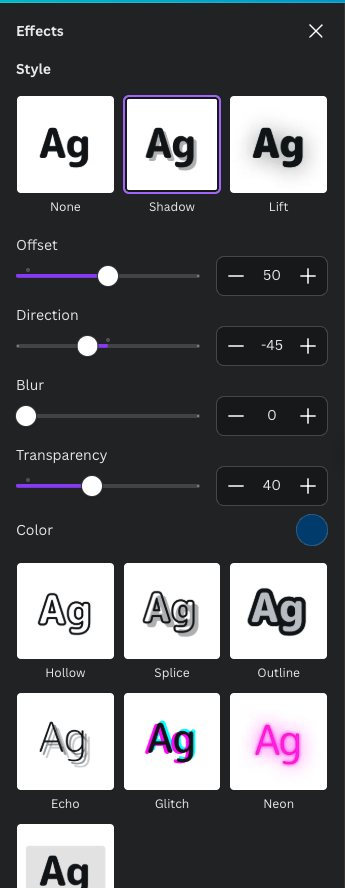 Effects
Style
Ag Ag Ag
None Shadow Lift
Offset
50
Direction
-45
Blur
0
Transparency
40
Color
Ag Ag Ag
Hollow Splice Outline
Ag Ag Ag
Echo Glitch Neon
Ag